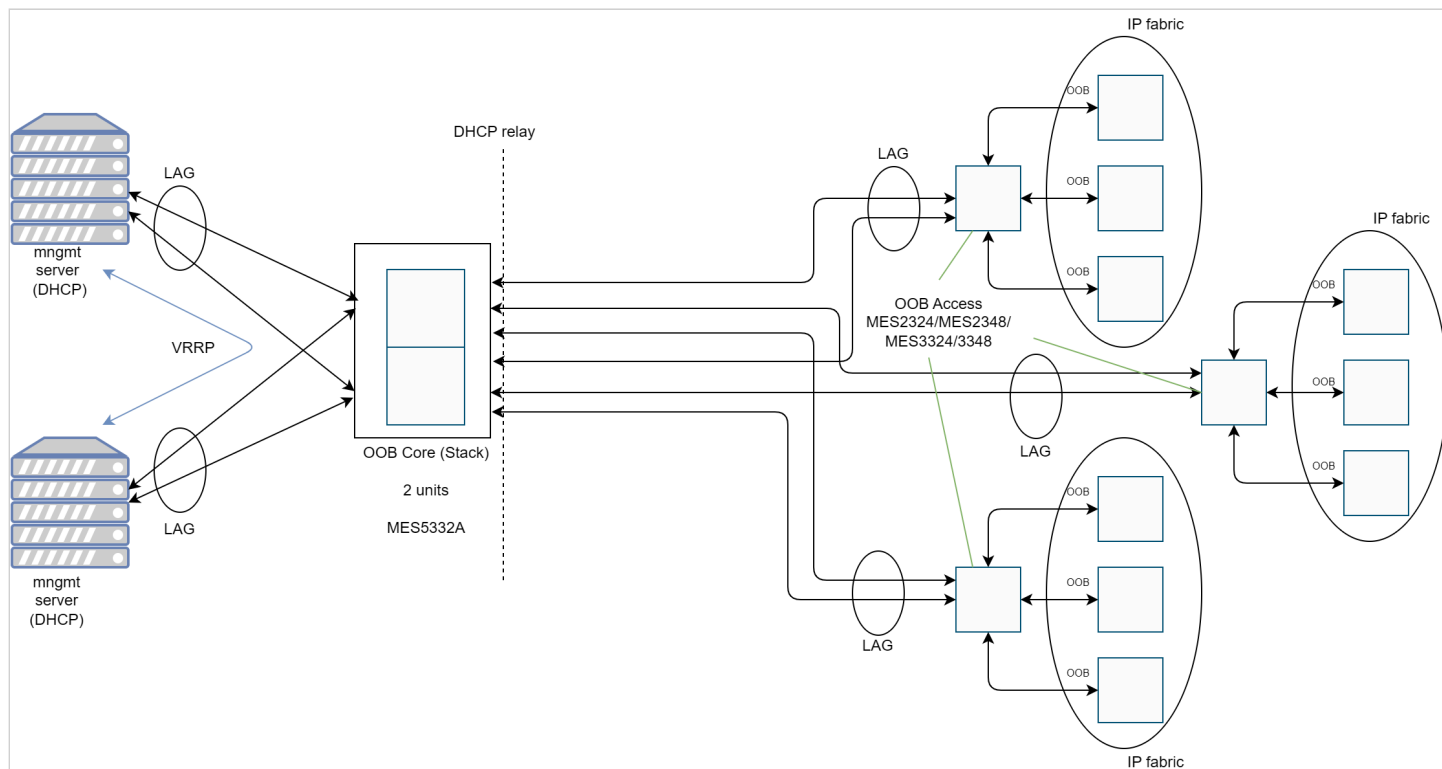 IP fabric
OOB
OOB
OOB
DHCP relay
LAG
LAG
mngmt
server
(DHCP)
VRRP
IP fabric
OOB
OOB
OOB
OOB Access
MES2324/MES2348/
MES3324/3348
LAG
OOB Core (Stack)
2 units
MES5332A
LAG
mngmt
server
(DHCP)
LAG
OOB
OOB
OOB
IP fabric